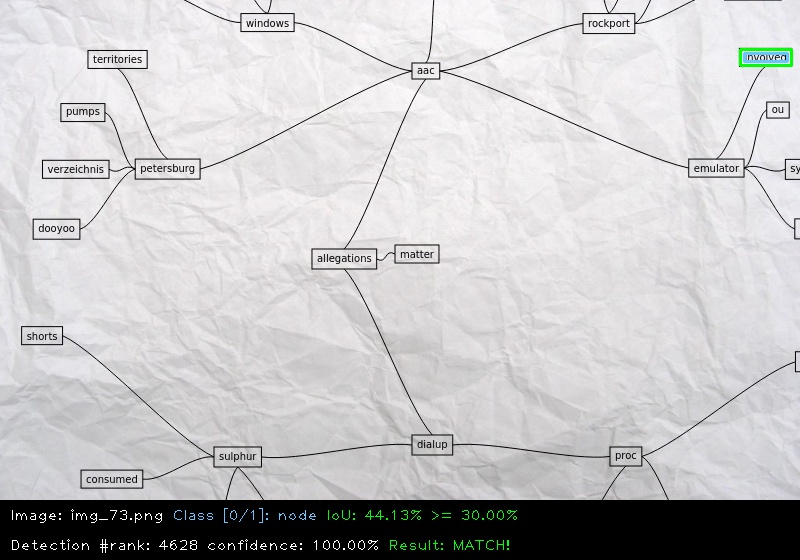 windows
rockport
territories
aac
involved
pumps
ou
verzeichnis
petersburg
emulator
sy
dooyoo
allegations
matter
shorts
dialup
sulphur
proc
consumed
Image: img_73.png Class [0/1]: node IoU: 44.13% >= 30.00%
Detection #rank: 4628 confidence: 100.00% Result: MATCH!